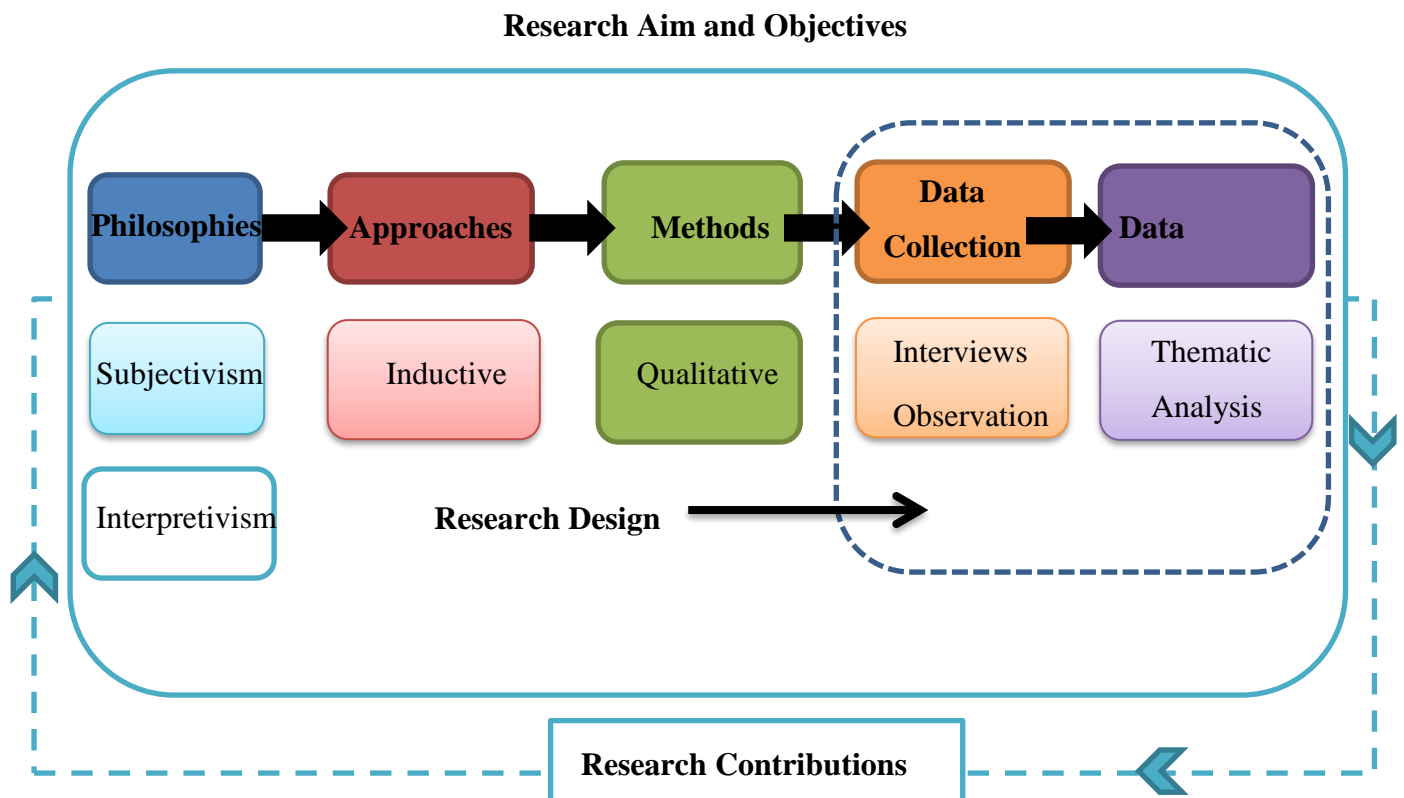 Research Aim and Objectives
Philosophies
Approaches
Methods
Data
Collection
Data
Subjectivism
Inductive
Qualitative
Interviews
Observation
Thematic
Analysis
Interpretivism
Research Design
Research Contributions